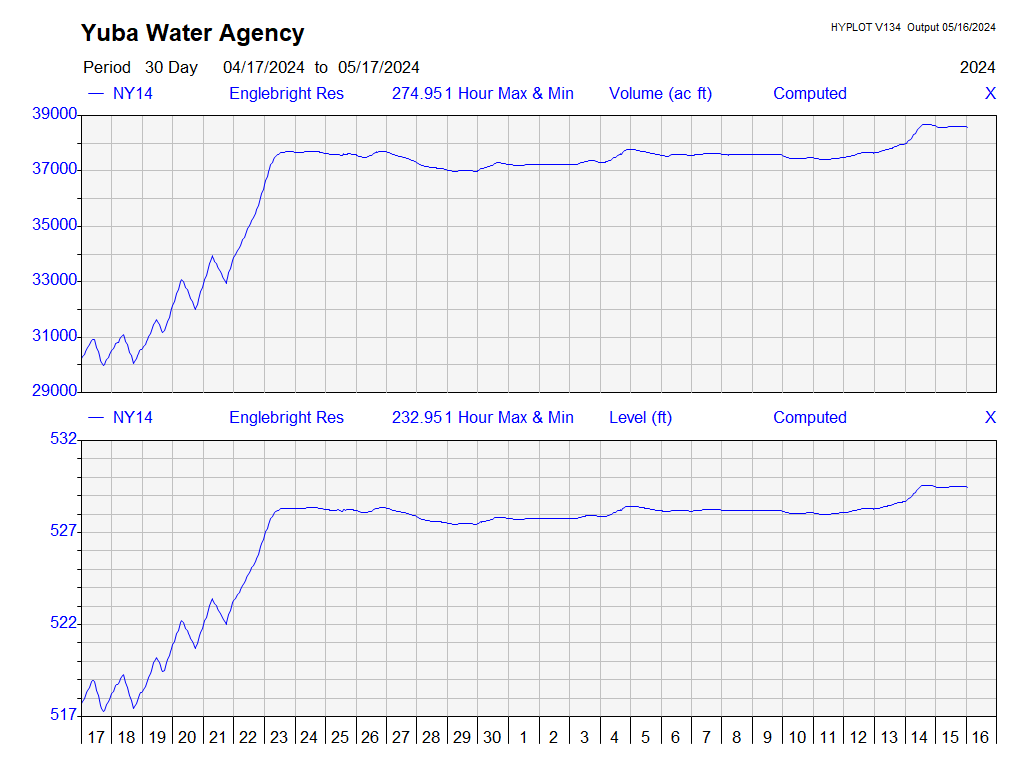 Yuba Water Agency
HYPLOT V134 Output 05/16/2024
Period 30 Day 04/17/2024 to 05/17/2024
2024
NY14 Englebright Res 274.951 Hour Max & Min Volume (ac ft) Computed X
39000
37000
35000
33000
31000
29000
NY14 Englebright Res 232.951 Hour Max & Min Level (ft) Computed X
532
527
522
517
17 18 19 20 21 22 23 24 25 26 27 28 29 30 1 2 3 4 5 6 7 8 9 10 11 12 13 14 15 16